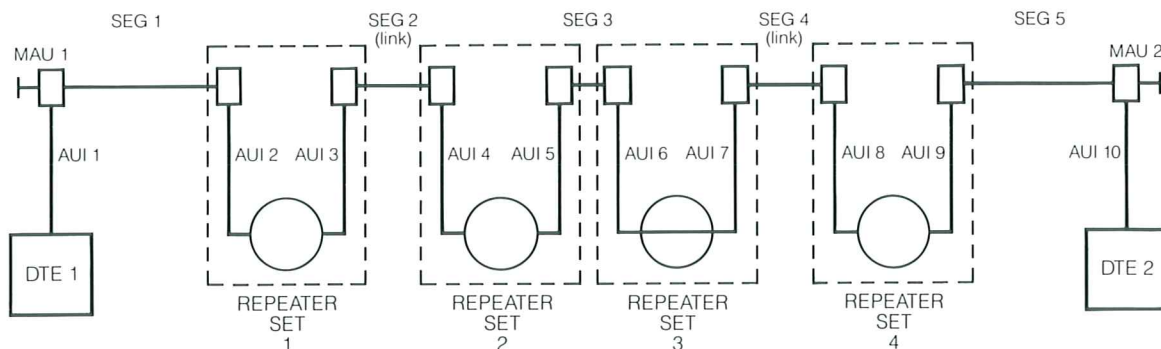 SEG 1
SEG 2
(link)
SEG 3
SEG 4
(link)
SEG 5
MAU 1
MAU 2
AUI 1
AUI 2
AUI 3
AUI 4
AUI 5
AUI 6
AUI 7
AUI 8
AUI 9
AUI 10
DTE 1
DTE 2
REPEATER
SET
1
REPEATER
SET
2
REPEATER
SET
3
REPEATER
SET
4